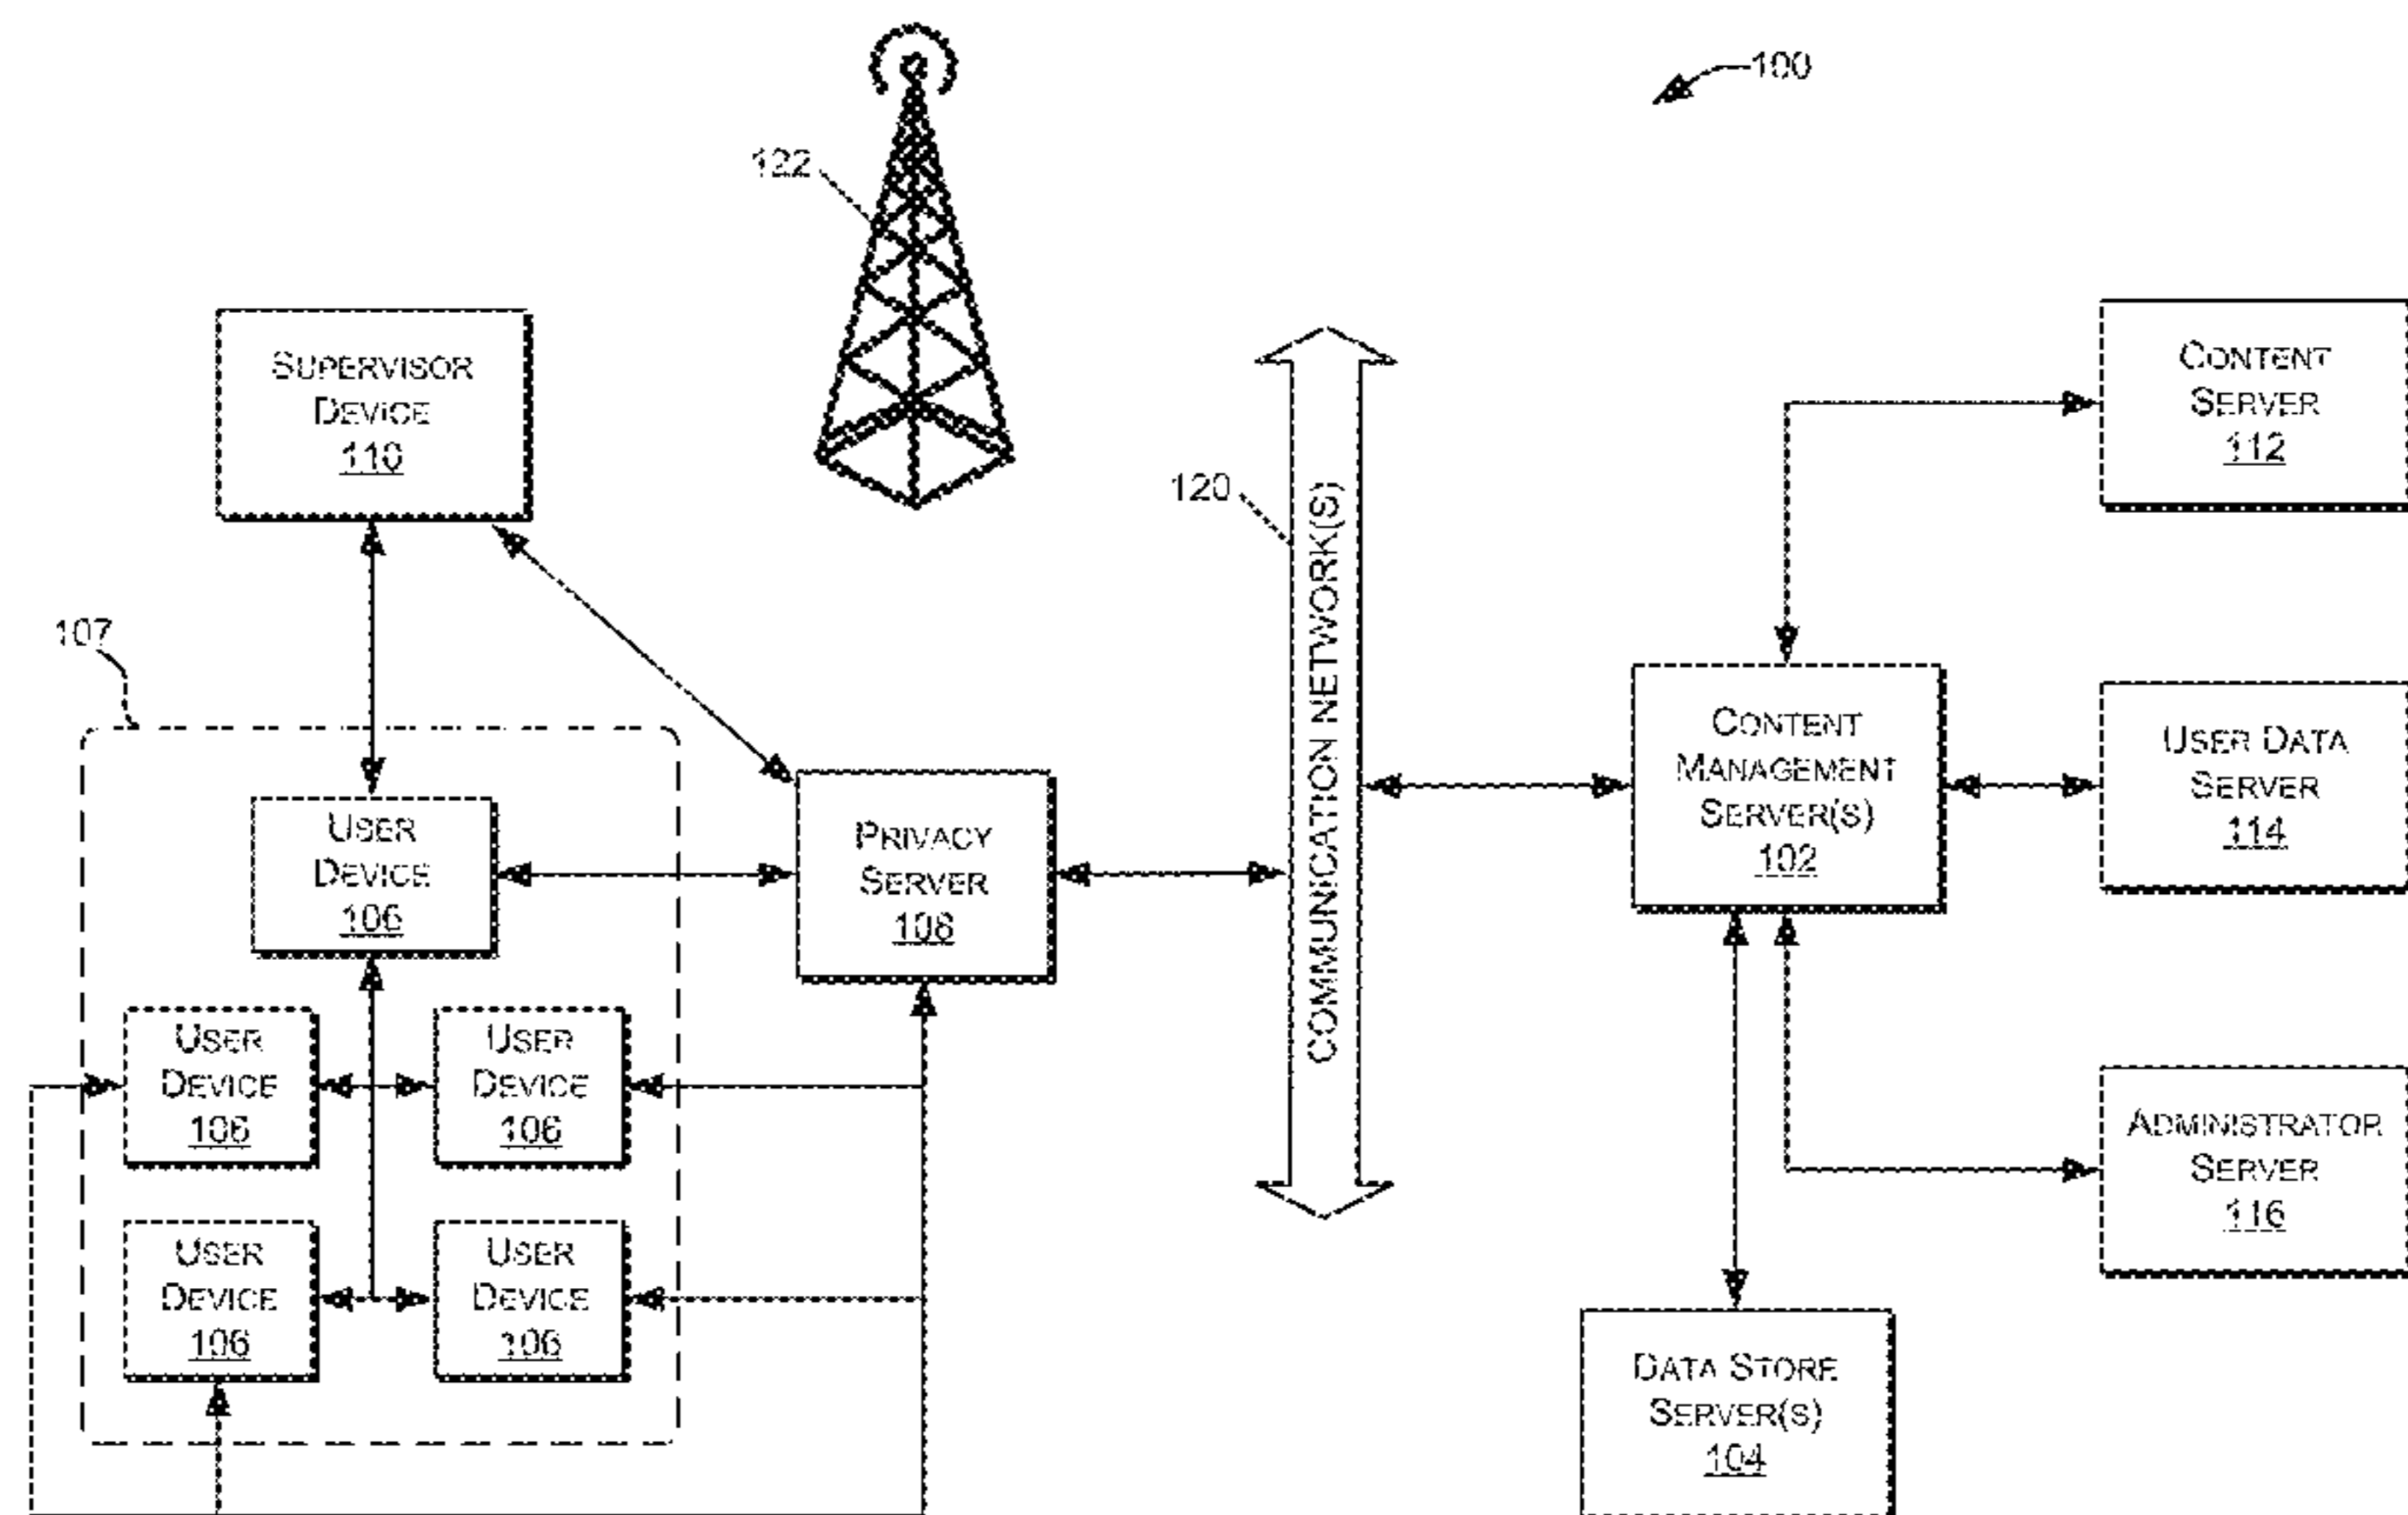 100
122
SUPERVISOR
DEVICE
110
120
COMMUNICATION NETWORK(S)
CONTENT
SERVER
112
107
USER
DEVICE
106
PRIVACY
SERVER
108
CONTENT
MANAGEMENT
SERVER(S)
102
USER DATA
SERVER
114
USER
DEVICE
106
USER
DEVICE
106
ADMINISTRATOR
SERVER
116
USER
DEVICE
106
USER
DEVICE
106
DATA STORE
SERVER(S)
104